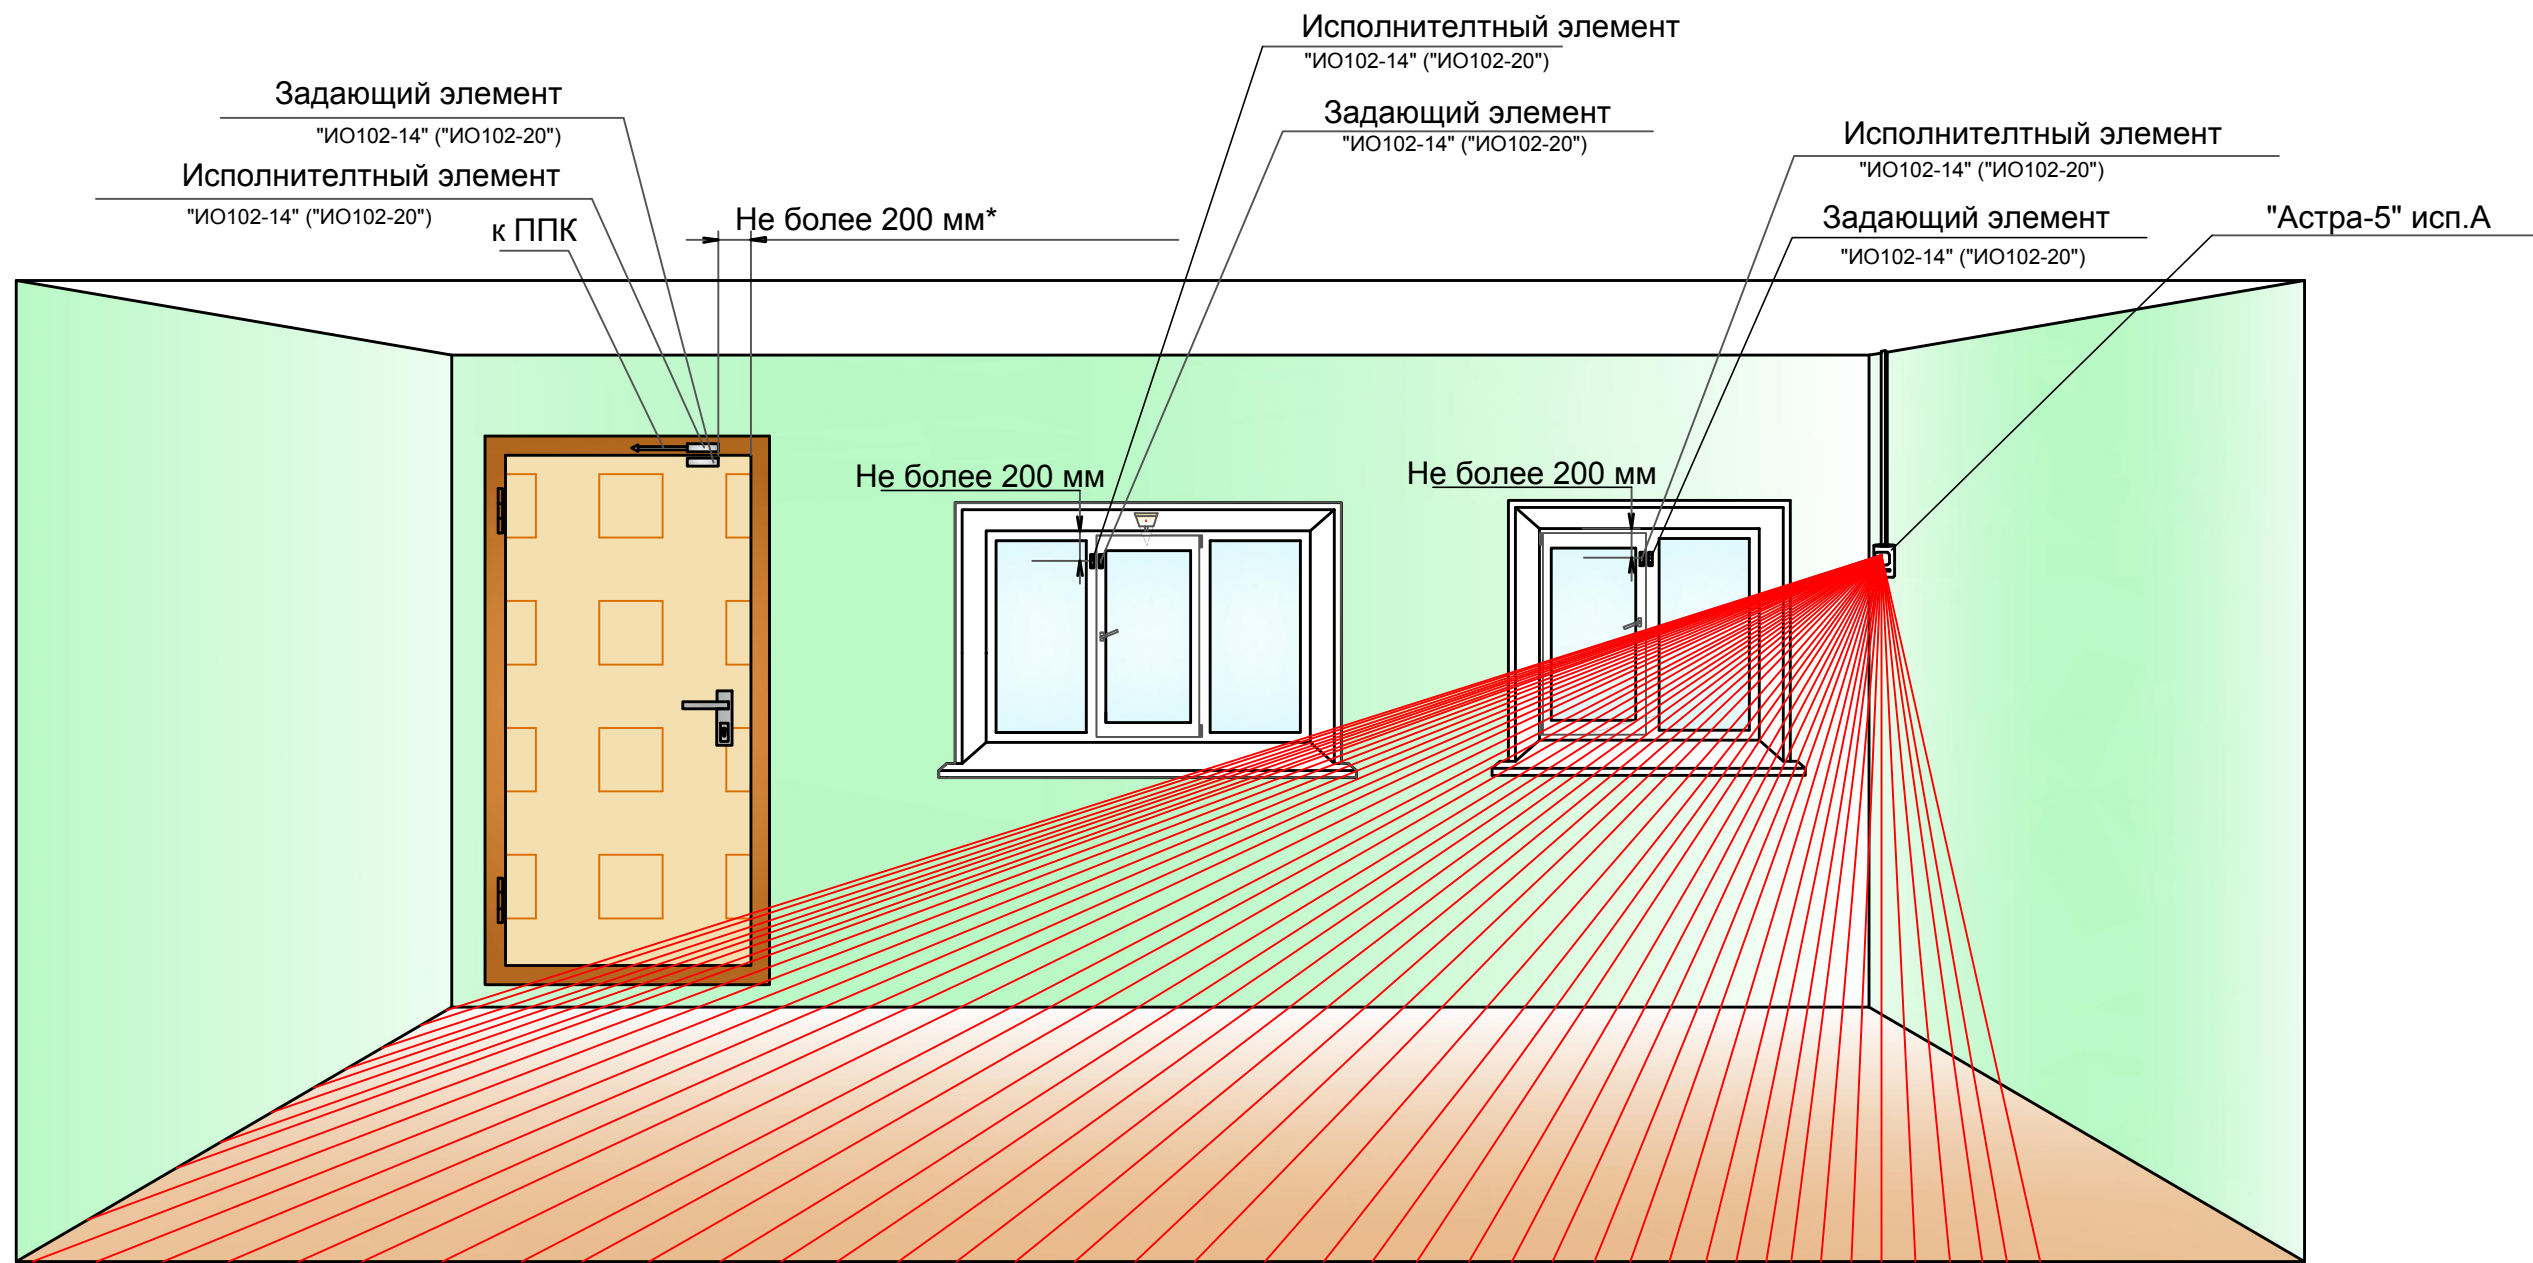 Исполнителтный элемент
"ИО102-14" ("ИО102-20")
Задающий элемент
"ИО102-14" ("ИО102-20")
Задающий элемент
"ИО102-14" ("ИО102-20")
Исполнителтный элемент
"ИО102-14" ("ИО102-20")
Исполнителтный элемент
"ИО102-14" ("ИО102-20")
к ППК
Не более 200 мм*
Задающий элемент
"ИО102-14" ("ИО102-20")
"Астра-5" исп.А
Не более 200 мм
Не более 200 мм